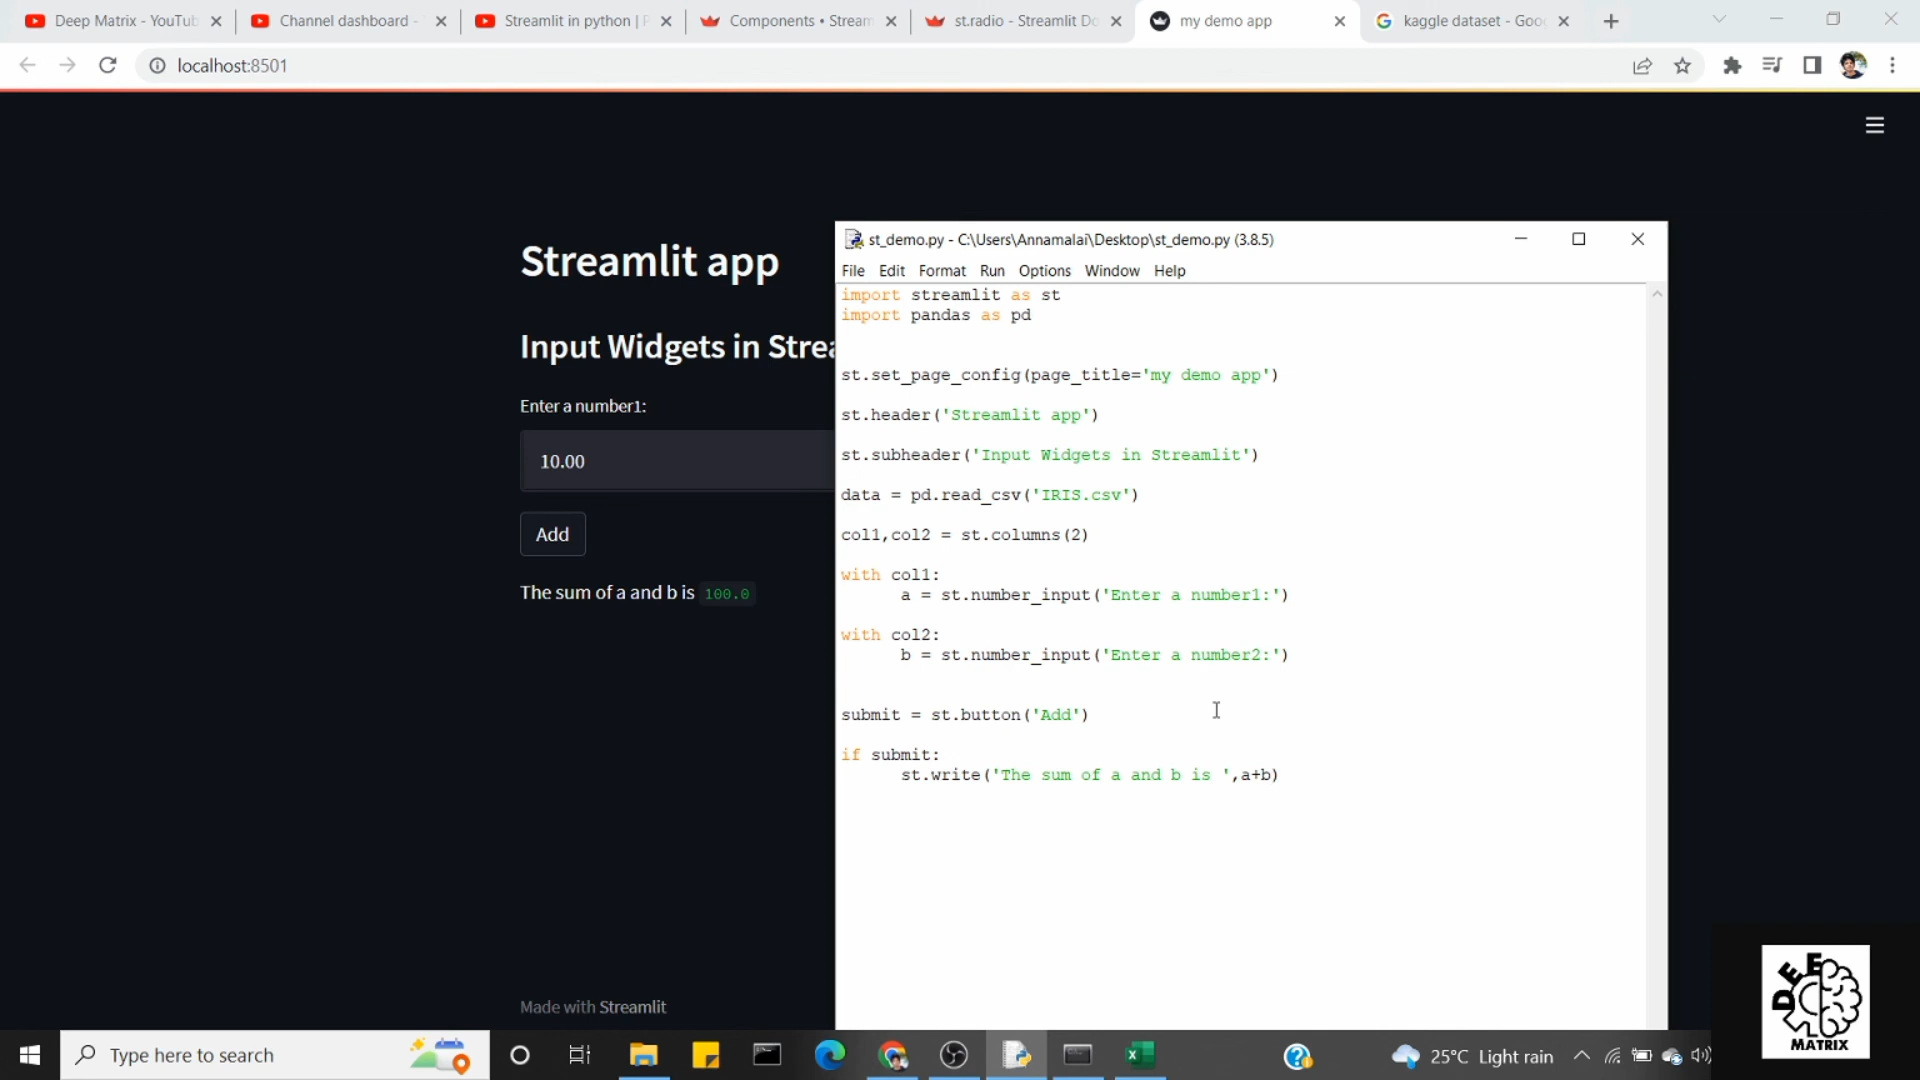 Deep Matrix - YouTub
Channel dashboard -
Streamlit in python | P
Components • Stream
st.radio - Streamlit Do
my demo app
kaggle dataset - Goo
localhost:8501
Streamlit app
Input Widgets in Strea
Enter a number1:
10.00
Add
The sum of a and b is 100.0
Made with Streamlit
st_demo.py - C:\Users\Annamalai\Desktop\st_demo.py (3.8.5)
File Edit Format Run Options Window Help
import streamlit as st
import pandas as pd
st.set_page_config(page_title='my demo app')
st.header('Streamlit app')
st.subheader('Input Widgets in Streamlit')
data = pd.read_csv('IRIS.csv')
col1,col2 = st.columns(2)
with col1:
a = st.number_input('Enter a number1:')
with col2:
b = st.number_input('Enter a number2:')
submit = st.button('Add')
if submit:
st.write('The sum of a and b is ',a+b)
DEE
MATRIX
Type here to search
25°C Light rain